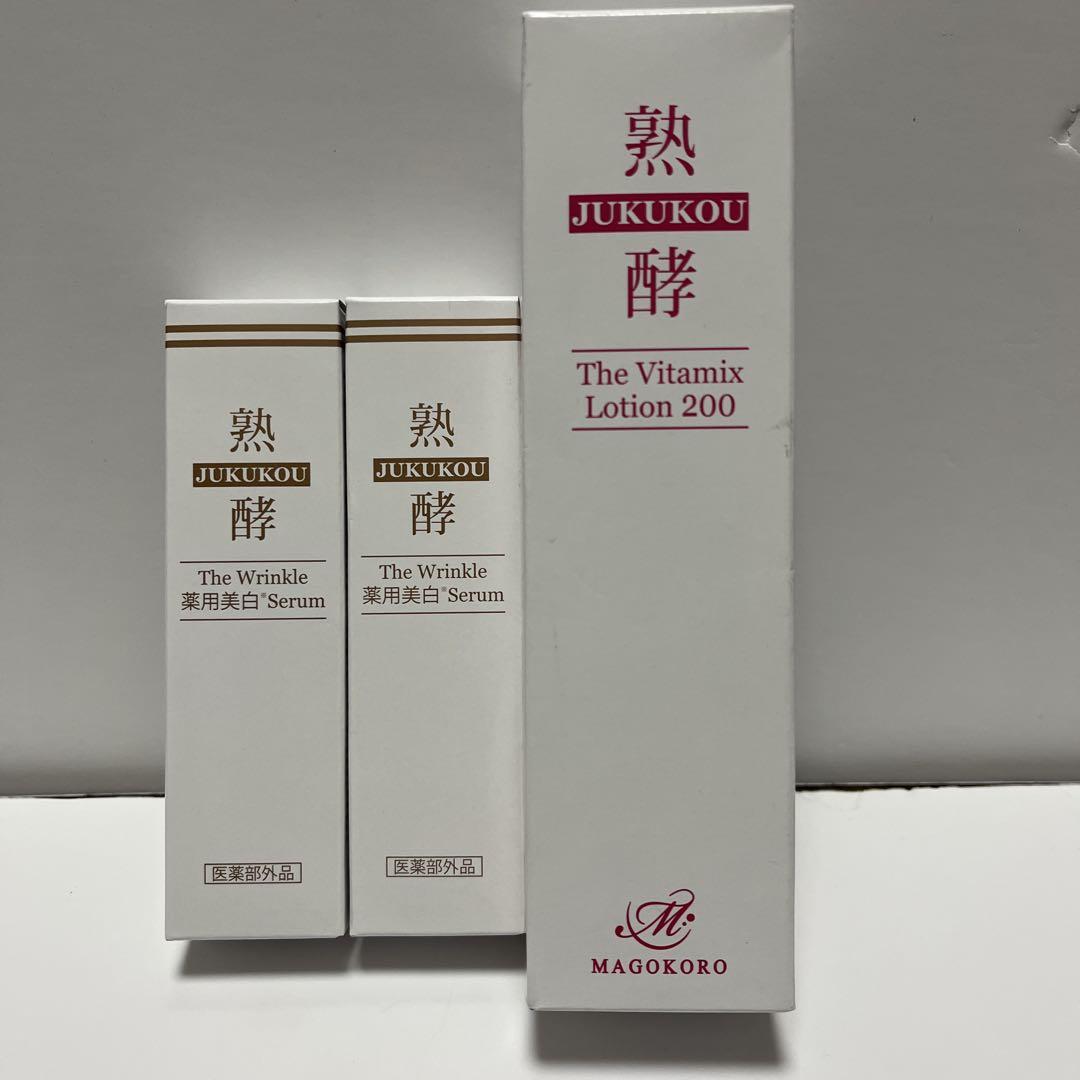 熟
JUKUKOU
酵
The Wrinkle
薬用美白※Serum
医薬部外品
熟
JUKUKOU
酵
The Wrinkle
薬用美白※Serum
医薬部外品
熟
JUKUKOU
酵
The Vitamix
Lotion 200
M
MAGOKORO